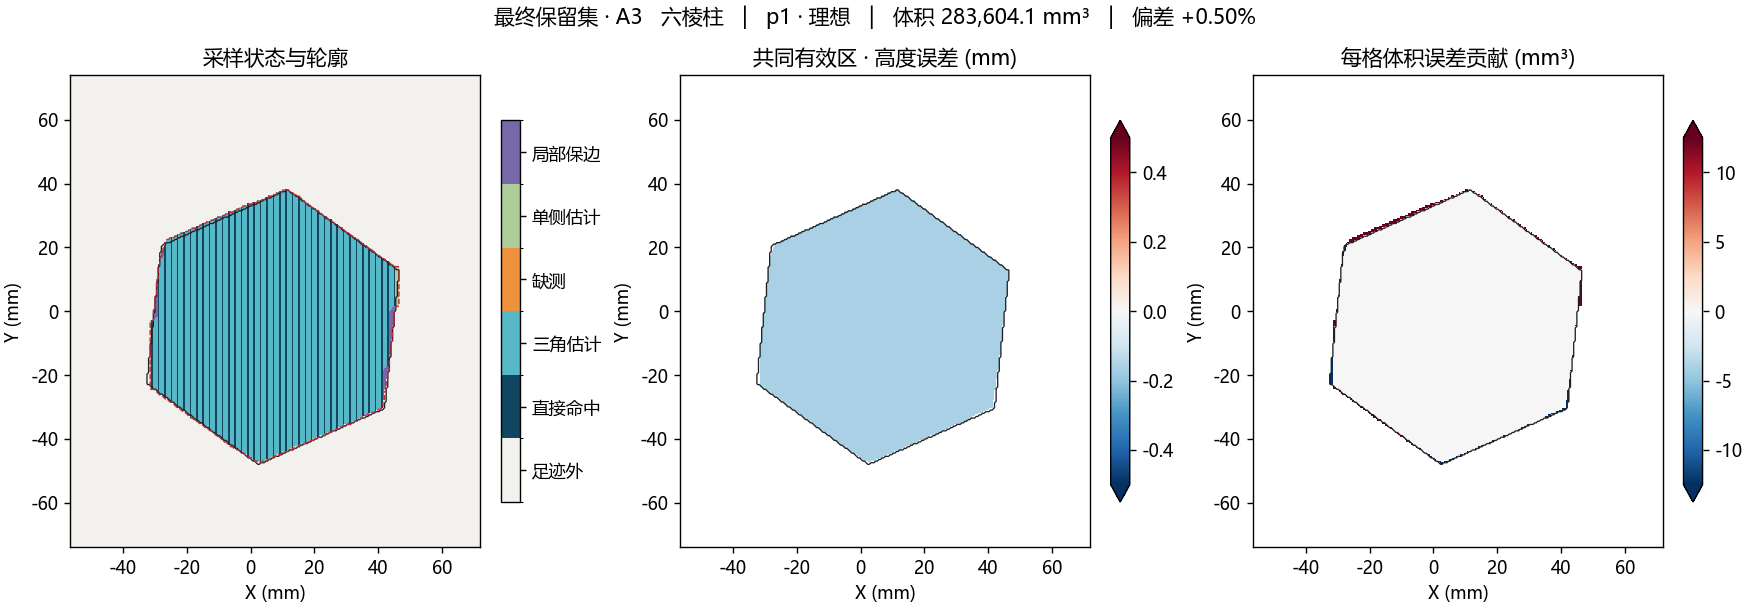 最终保留集 · A3 六棱柱 | p1 · 理想 | 体积 283,604.1 mm³ | 偏差 +0.50%
采样状态与轮廓
60
40
20
0
-20
-40
-60
-40 -20 0 20 40 60
X (mm)
Y (mm)
局部保边
单侧估计
缺测
三角估计
直接命中
足迹外
共同有效区 · 高度误差 (mm)
60
40
20
0
-20
-40
-60
-40 -20 0 20 40 60
X (mm)
Y (mm)
0.4
0.2
0.0
-0.2
-0.4
每格体积误差贡献 (mm³)
60
40
20
0
-20
-40
-60
-40 -20 0 20 40 60
X (mm)
Y (mm)
10
5
0
-5
-10